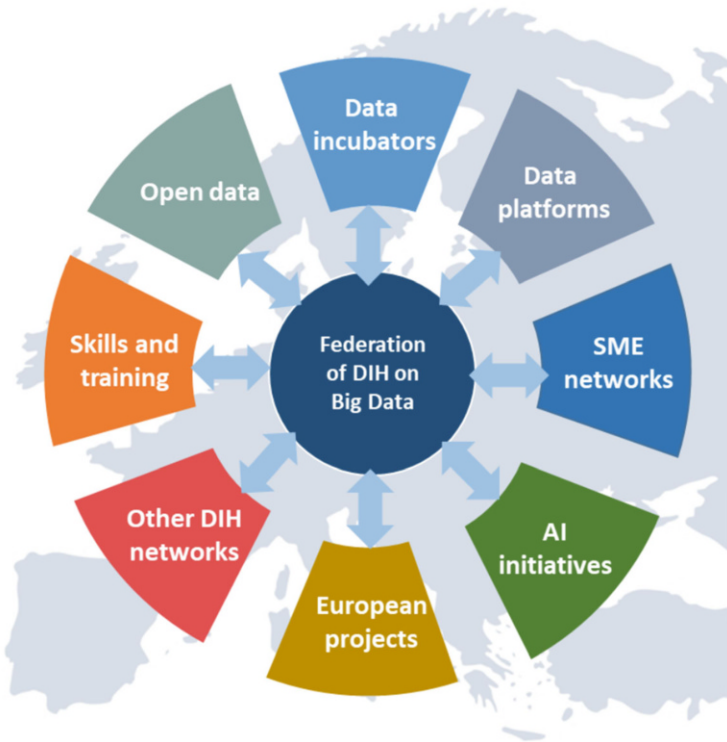 Data
incubators
Open data
Data
platforms
Skills and
training
Federation
of DIH on
Big Data
SME
networks
Other DIH
networks
AI
initiatives
European
projects